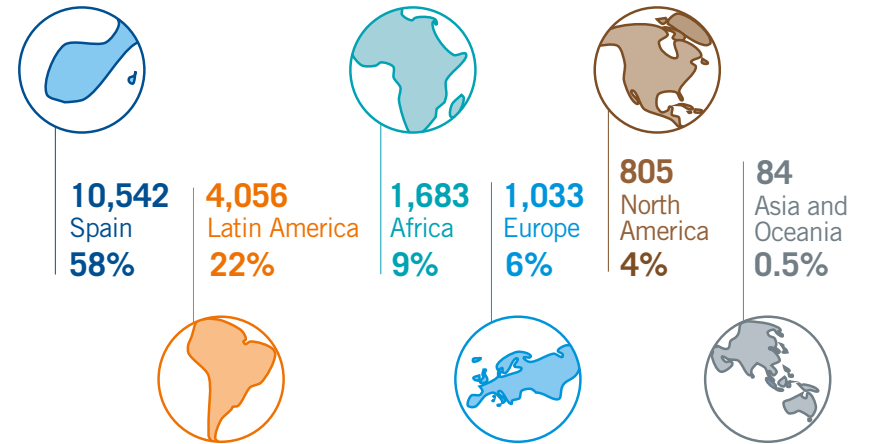 10,542
Spain
58%
4,056
Latin America
22%
1,683
Africa
9%
1,033
Europe
6%
805
North
America
4%
84
Asia and
Oceania
0.5%